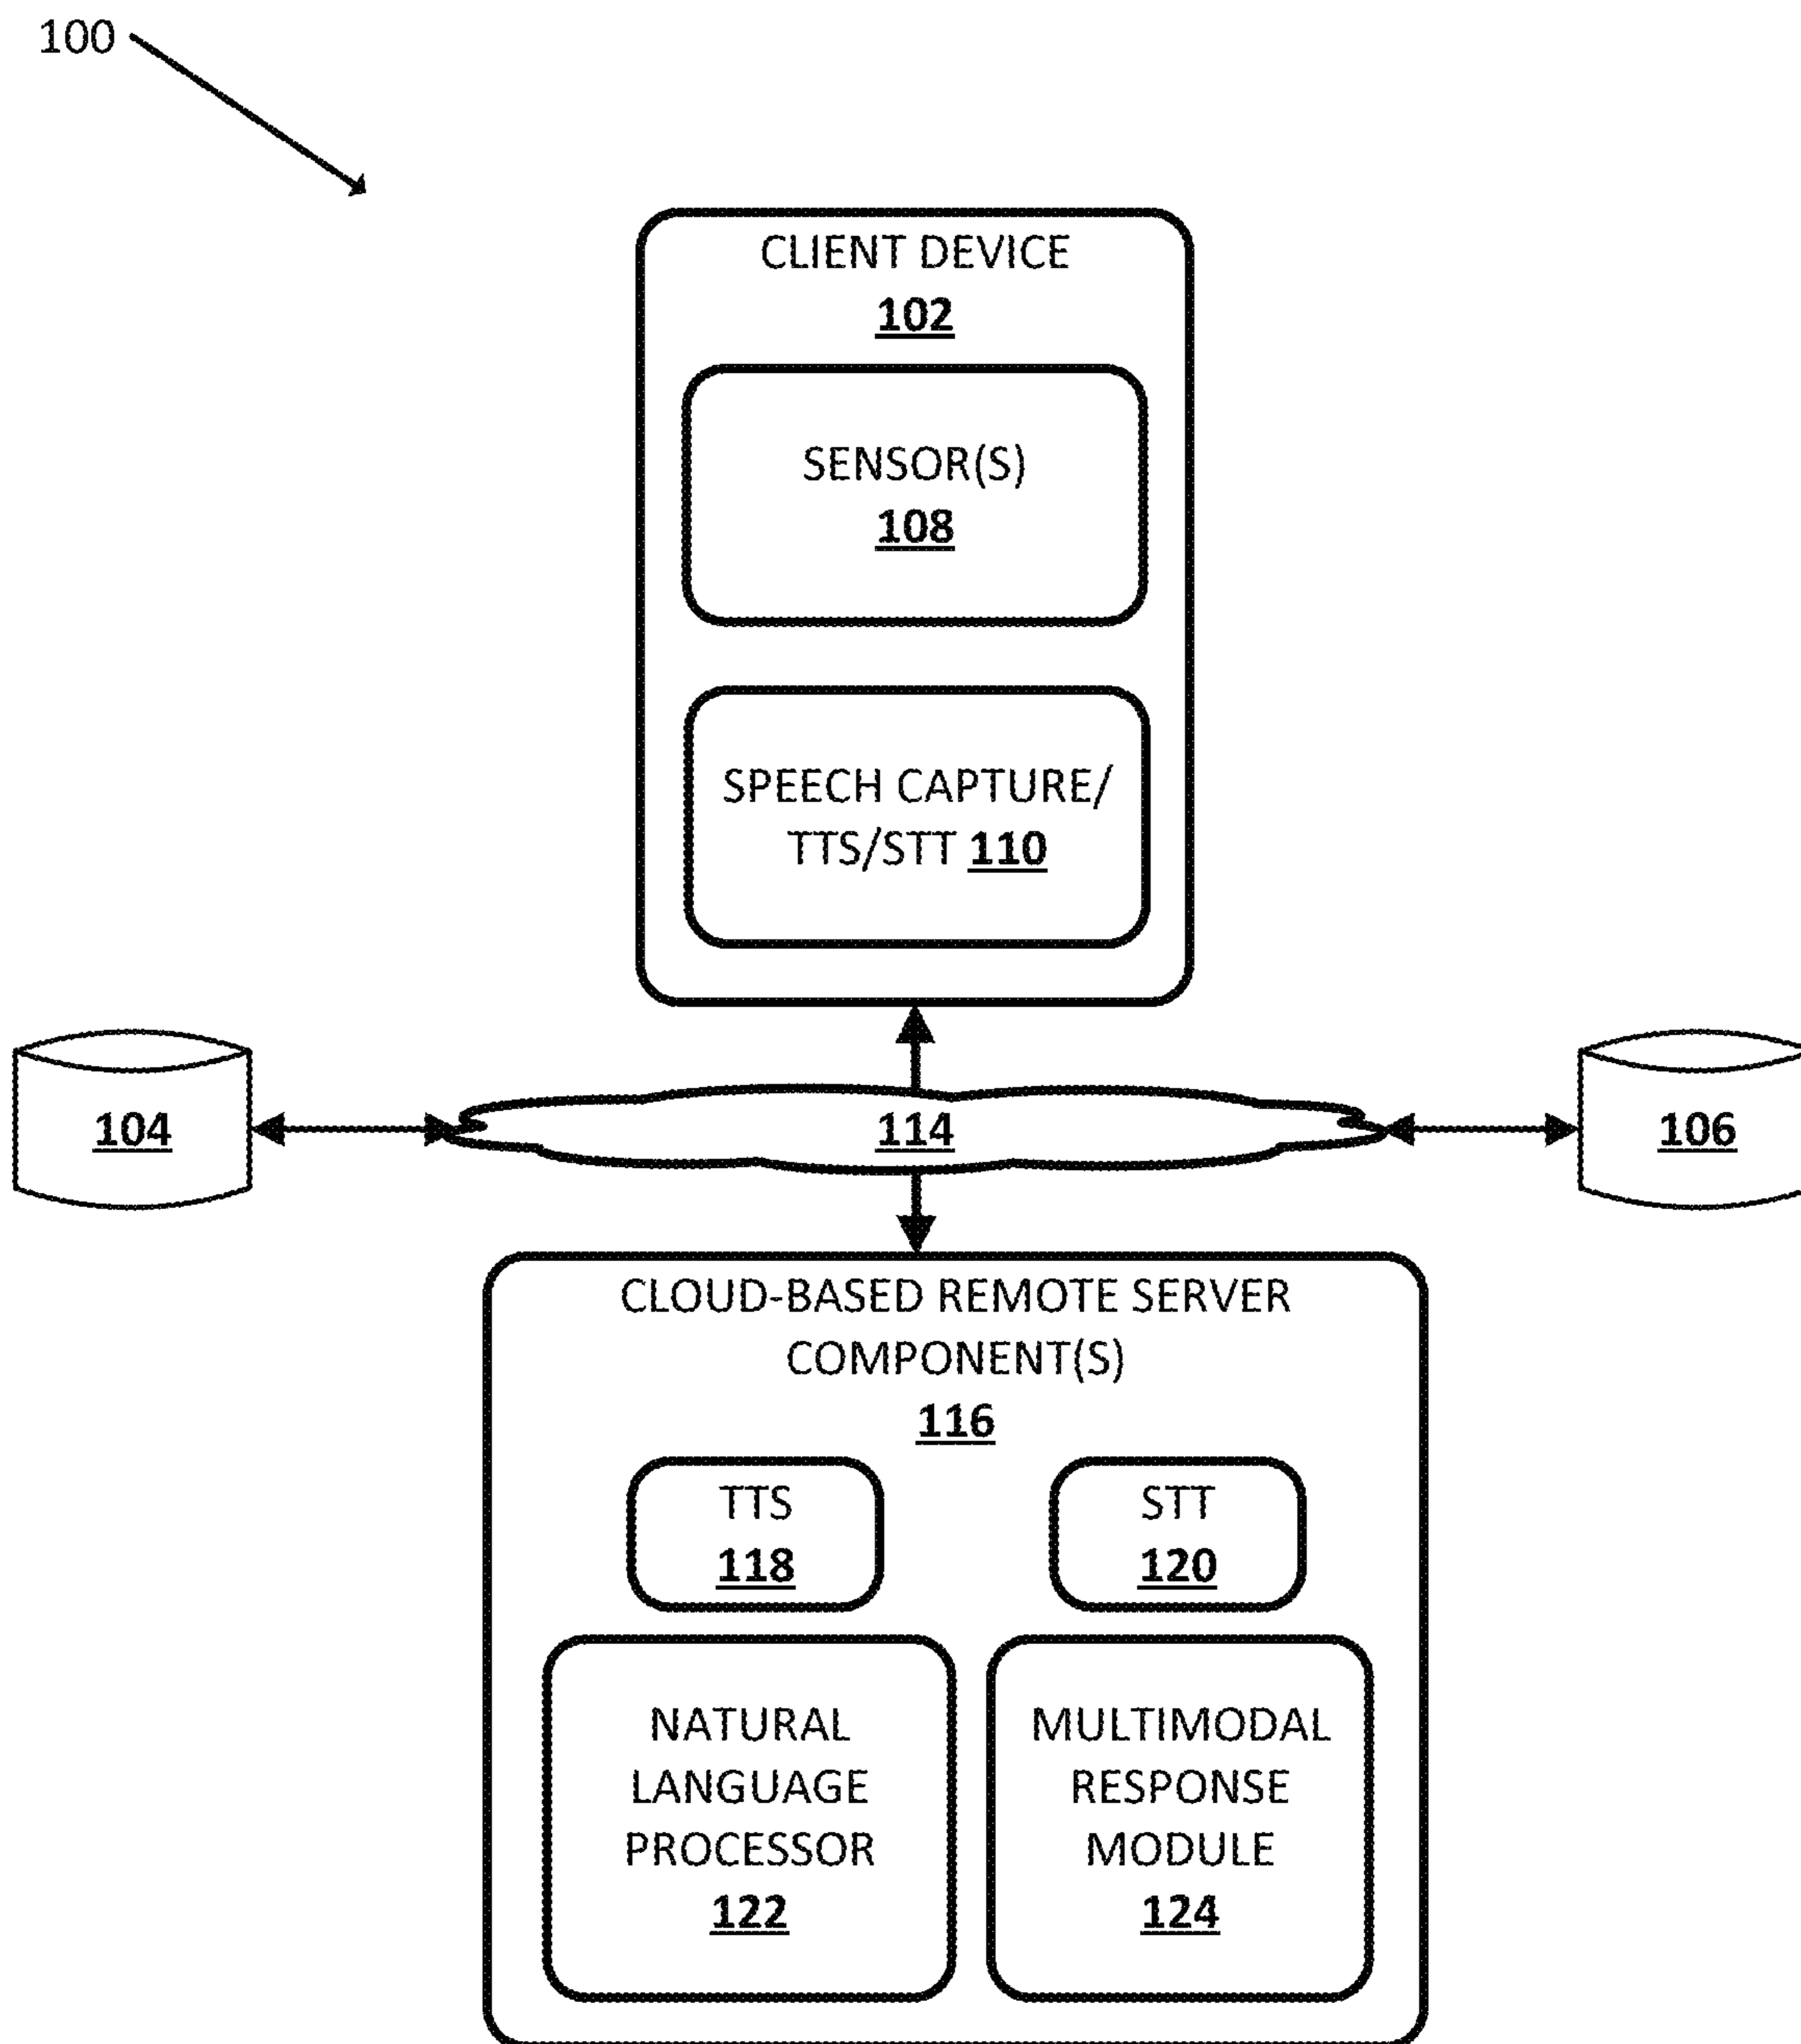 100
CLIENT DEVICE
102
SENSOR(S)
108
SPEECH CAPTURE/
TTS/STT 110
104
114
106
CLOUD-BASED REMOTE SERVER
COMPONENT(S)
116
TTS
118
STT
120
NATURAL
LANGUAGE
PROCESSOR
122
MULTIMODAL
RESPONSE
MODULE
124